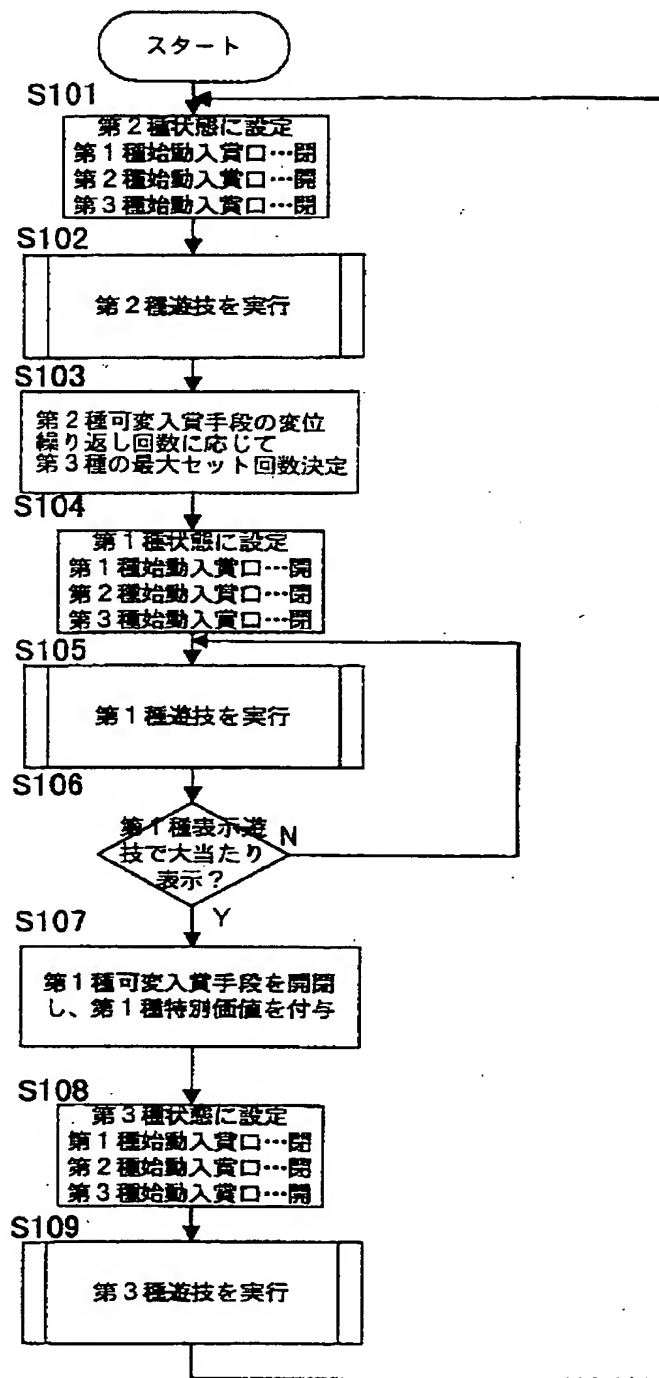 スタート
S101
第2種状態に設定
第1種始動入賞口…閉
第2種始動入賞口…開
第3種始動入賞口…閉
S102
第2種遊技を実行
S103
第2種可変入賞手段の変位
繰り返し回数に応じて
第3種の最大セット回数決定
S104
第1種状態に設定
第1種始動入賞口…開
第2種始動入賞口…閉
第3種始動入賞口…閉
S105
第1種遊技を実行
S106
第1種表示遊
技で大当たり
表示?
N
Y
S107
第1種可変入賞手段を開閉
し、第1種特別価値を付与
S108
第3種状態に設定
第1種始動入賞口…閉
第2種始動入賞口…閉
第3種始動入賞口…開
S109
第3種遊技を実行